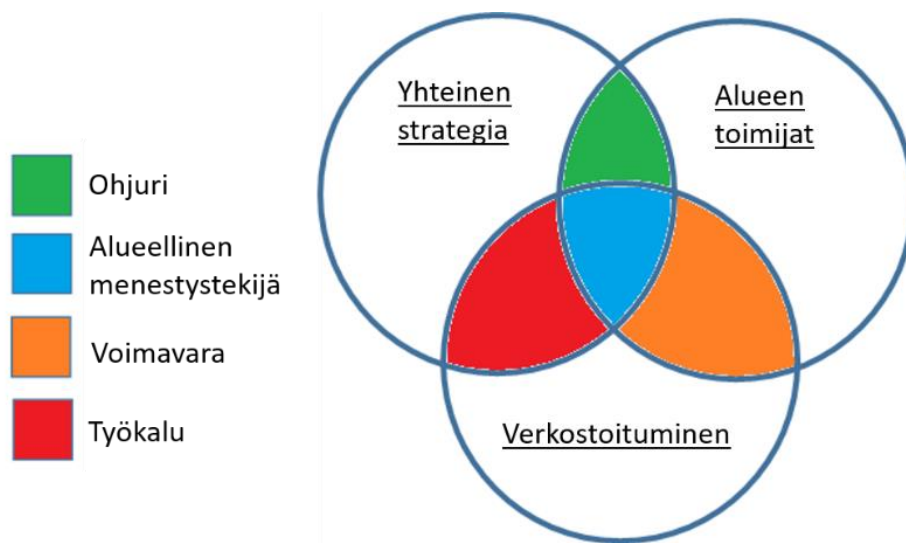 Yhteinen
strategia
Alueen
toimijat
Ohjuri
Alueellinen
menestystekijä
Voimavara
Työkalu
Verkostoituminen